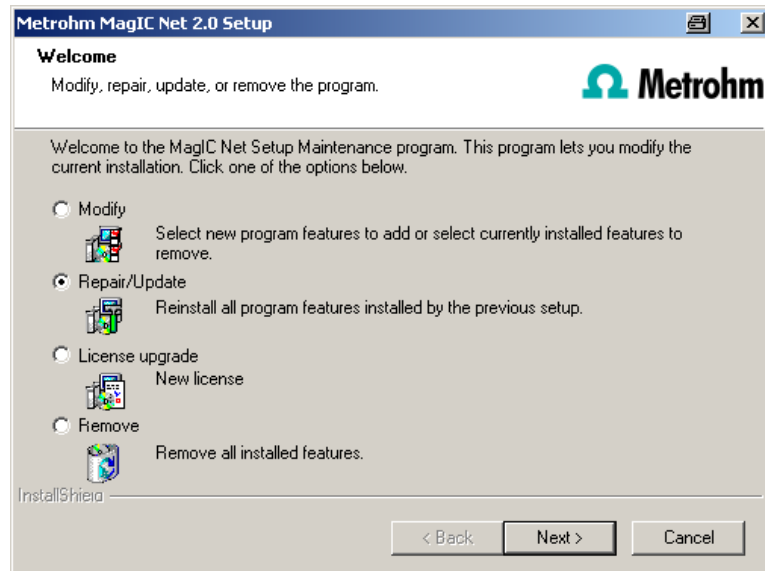 Metrohm MagIC Net 2.0 Setup
Welcome
Modify, repair, update, or remove the program.
Metrohm
Welcome to the MagIC Net Setup Maintenance program. This program lets you modify the
current installation. Click one of the options below.
Modify
Select new program features to add or select currently installed features to
remove.
Repair/Update
Reinstall all program features installed by the previous setup.
License upgrade
New license
Remove
Remove all installed features.
InstallShield
< Back
Next >
Cancel